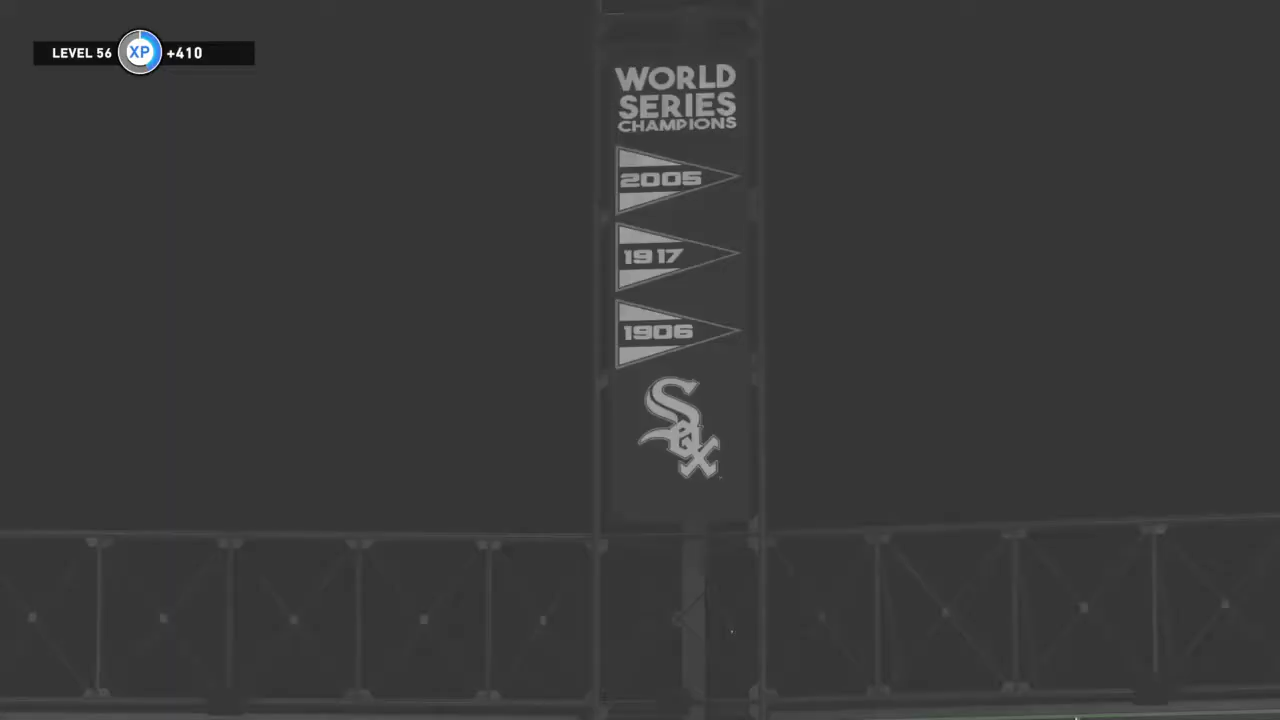 LEVEL 56 XP +410
WORLD
SERIES
CHAMPIONS
2005
1917
1906
Sox